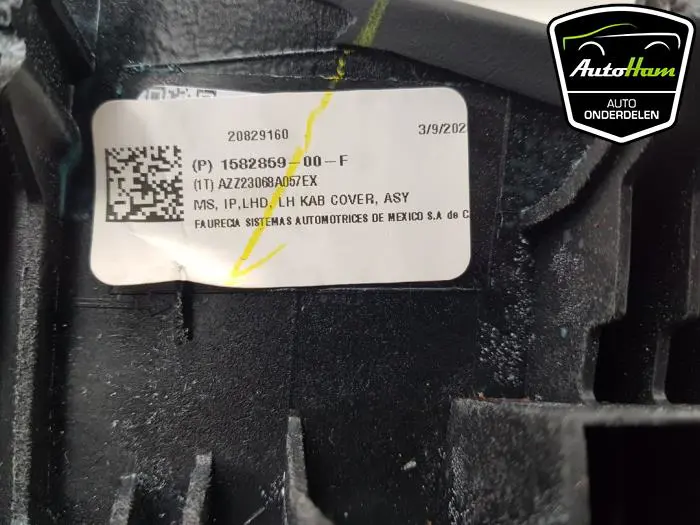 AutoHam
AUTO
ONDERDELEN
20829160 3/9/202
(P) 1582859-00-F
(1T) AZZ23068A057EX
MS, IP,LHD, LH KAB COVER, ASY
FAURECIA SISTEMAS AUTOMOTRICES DE MEXICO S.A de C